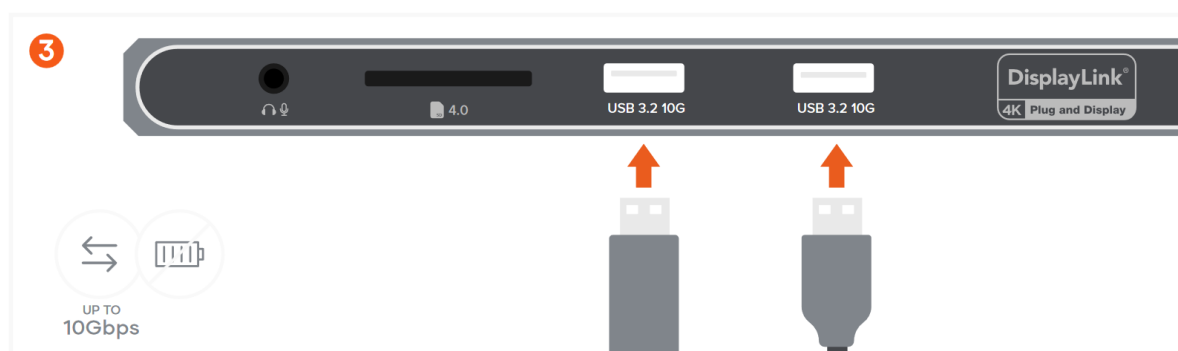 3
4.0
USB 3.2 10G
USB 3.2 10G
DisplayLink®
4K Plug and Display
UP TO
10Gbps